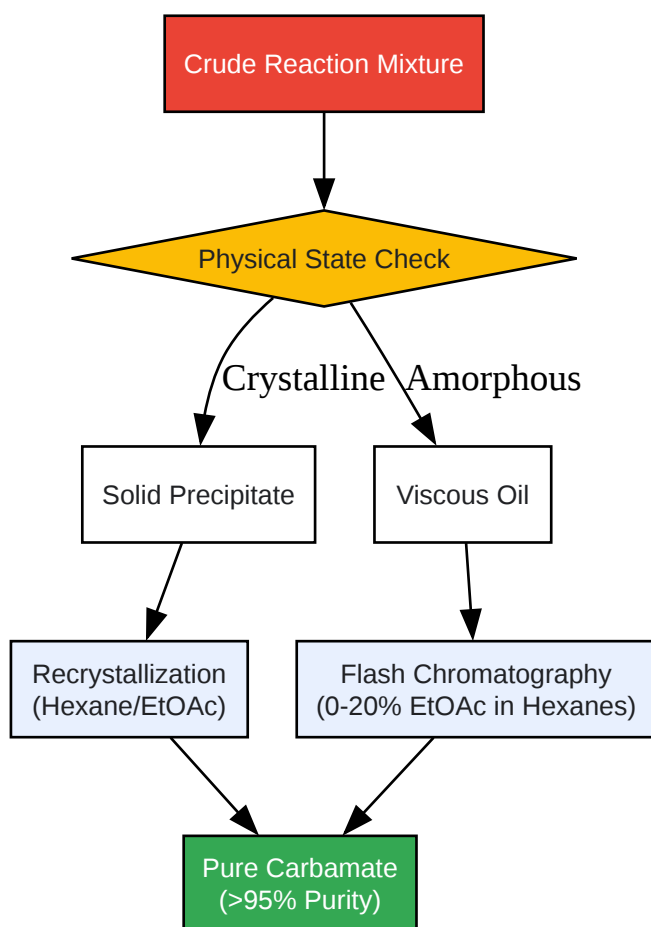 Crude Reaction Mixture
Physical State Check
Crystalline
Amorphous
Solid Precipitate
Viscous Oil
Recrystallization
(Hexane/EtOAc)
Flash Chromatography
(0-20% EtOAc in Hexanes)
Pure Carbamate
(>95% Purity)